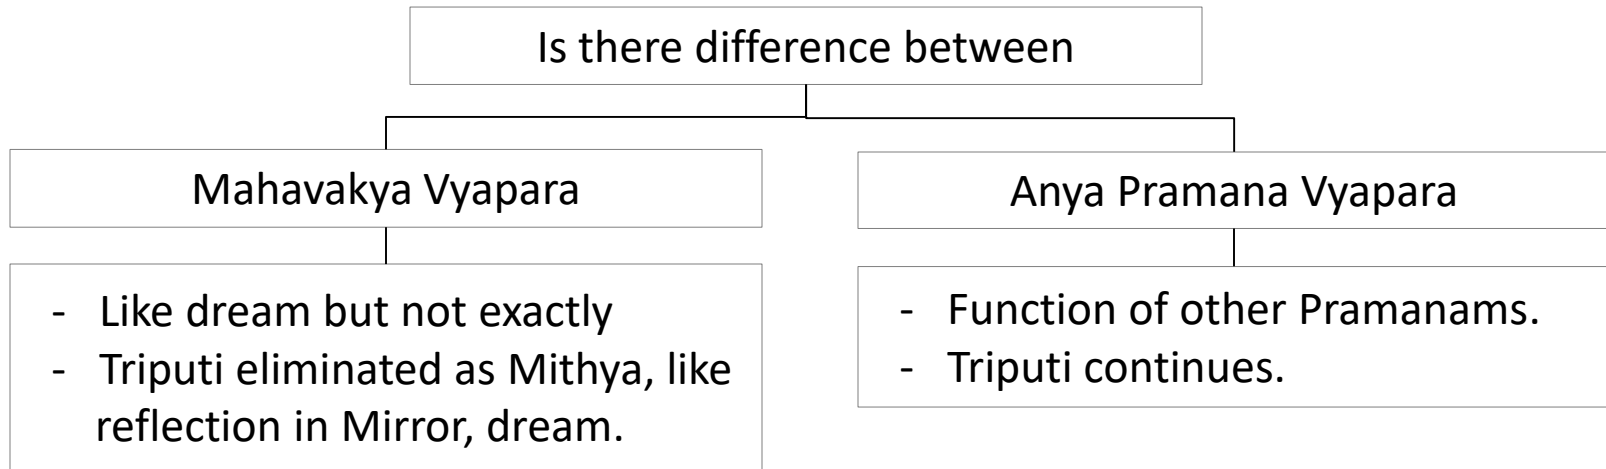 Is there difference between
Mahavakya Vyapara
Anya Pramana Vyapara
- Like dream but not exactly
- Triputi eliminated as Mithya, like
reflection in Mirror, dream.
- Function of other Pramanams.
- Triputi continues.